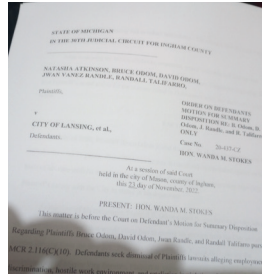 STATE OF MICHIGAN
IN THE 30TH JUDICIAL CIRCUIT FOR INGHAM COUNTY
NATASHA ATKINSON, BRUCE ODOM, DAVID ODOM,
JWAN VANEZ RANDLE, RANDALL TALIFARRO,
Plaintiffs,
CITY OF LANSING, et al.,
Defendants.
ORDER ON DEFENDANTS
MOTION FOR SUMMARY
DISPOSITION RE: B. Odom, D.
Odom, J. Randle, and R. Talifarro
ONLY
Case No.
HON. WANDA M. STOKES
At a session of said Court
held in the city of Mason, county of Ingham,
this 22 day of November, 2022.
PRESENT: HON. WANDA M. STOKES
This matter is before the Court on Defendant's Motion for Summary Disposition
Regarding Plaintiffs Bruce Odom, David Odom, Jwan Randle, and Randall Talifarro
MCR 2.116(C)(10). Defendants seek dismissal of Plaintiffs lawsuits alleging
discrimination, hostile work environment,